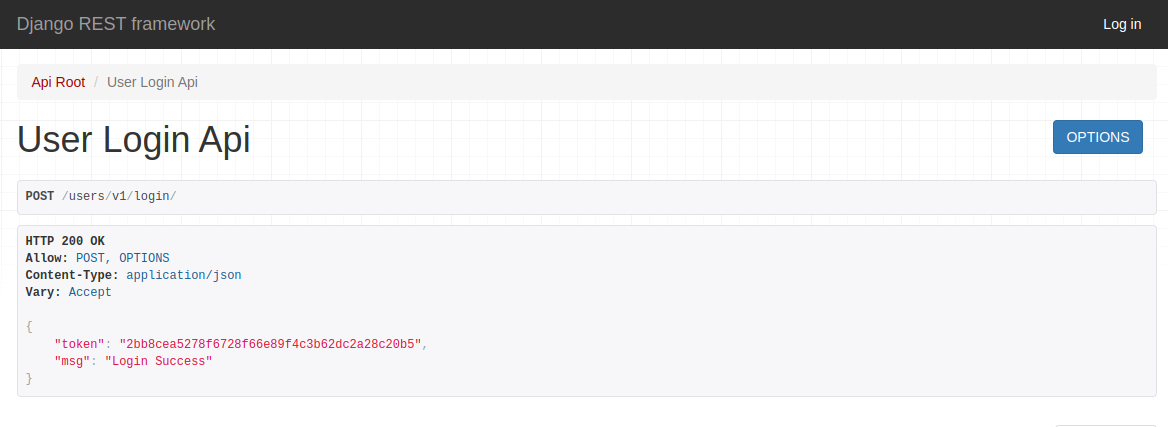 Django REST framework
Log in
Api Root / User Login Api
User Login Api
OPTIONS
POST /users/v1/login/
HTTP 200 OK
Allow: POST, OPTIONS
Content-Type: application/json
Vary: Accept
{
    "token": "2bb8cea5278f6728f66e89f4c3b62dc2a28c20b5",
    "msg": "Login Success"
}